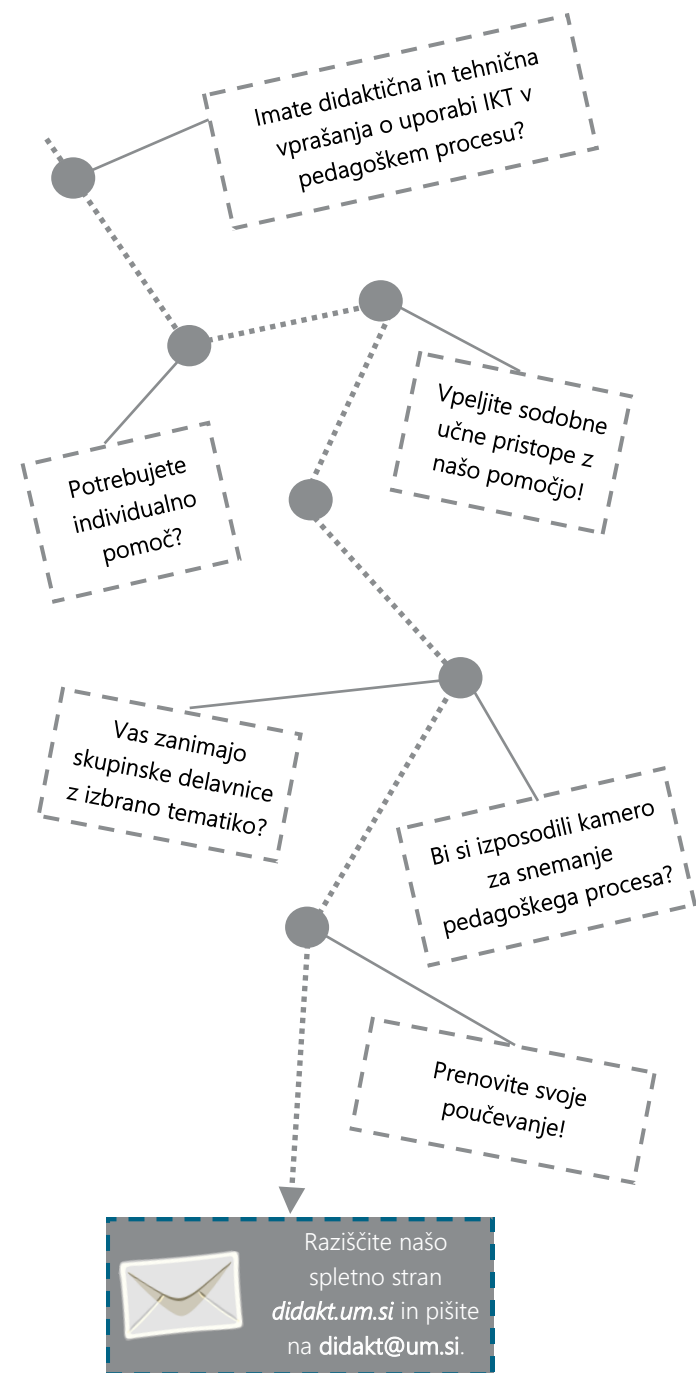 Imate didaktična in tehnična
vprašanja o uporabi IKT v
pedagoškem procesu?
Vpeljite sodobne
učne pristope z
našo pomočjo!
Potrebujete
individualno
pomoč?
Vas zanimajo
skupinske delavnice
z izbrano tematiko?
Bi si izposodili kamero
za snemanje
pedagoškega procesa?
Prenovite svoje
poučevanje!
Raziščite našo
spletno stran
didakt.um.si in pišite
na didakt@um.si.